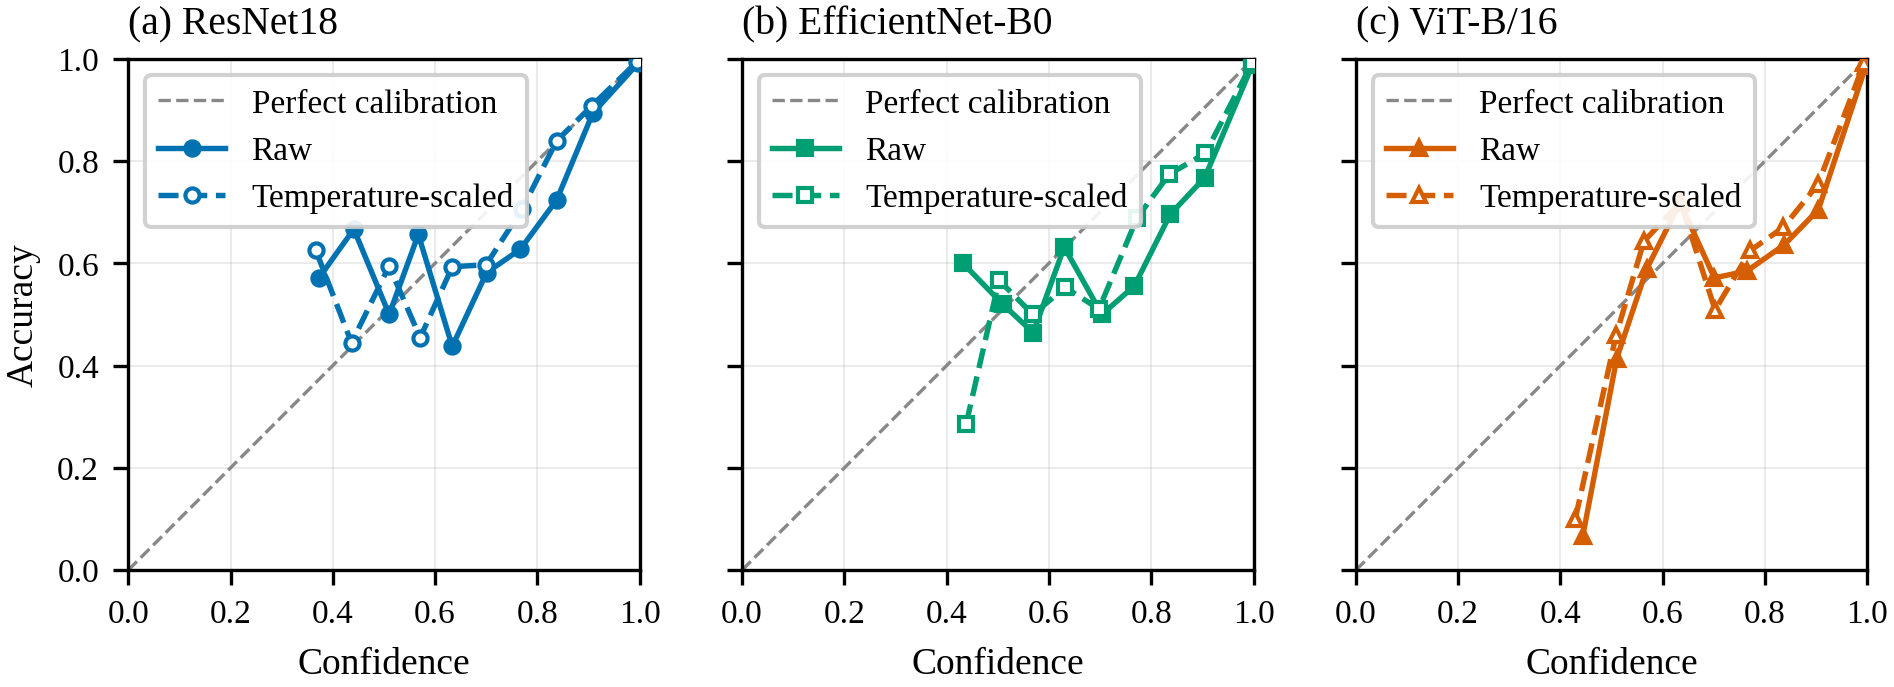 (a) ResNet18
(b) EfficientNet-B0
(c) ViT-B/16
Accuracy
1.0
0.8
0.6
0.4
0.2
0.0
Perfect calibration
Raw
Temperature-scaled
0.0 0.2 0.4 0.6 0.8 1.0
Confidence
Perfect calibration
Raw
Temperature-scaled
0.0 0.2 0.4 0.6 0.8 1.0
Confidence
Perfect calibration
Raw
Temperature-scaled
0.0 0.2 0.4 0.6 0.8 1.0
Confidence